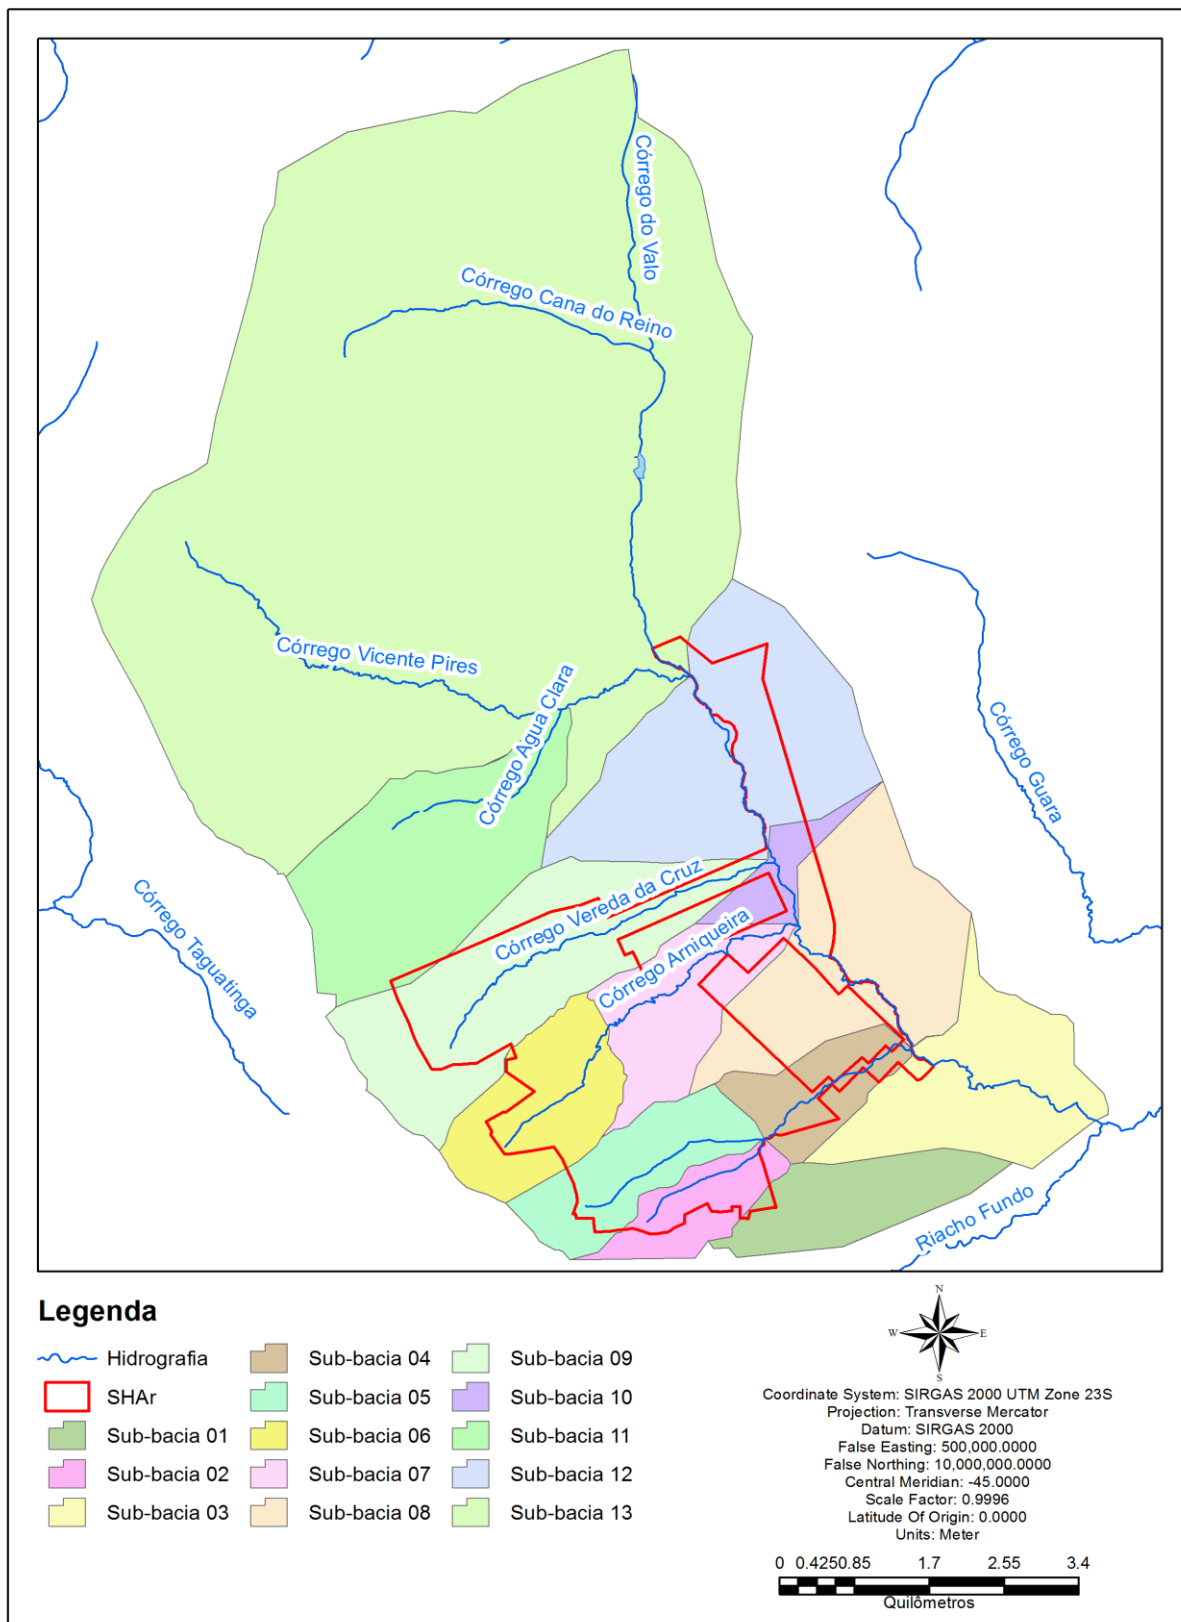 Córrego do Valo
Córrego Cana do Reino
Córrego Vicente Pires
Córrego Agua Clara
Córrego Guara
Córrego Vereda da Cruz
Córrego Taguatinga
Córrego Arniqueira
Riacho Fundo
Legenda
Hidrografia
SHAr
Sub-bacia 01
Sub-bacia 02
Sub-bacia 03
Sub-bacia 04
Sub-bacia 05
Sub-bacia 06
Sub-bacia 07
Sub-bacia 08
Sub-bacia 09
Sub-bacia 10
Sub-bacia 11
Sub-bacia 12
Sub-bacia 13
N
W E
S
Coordinate System: SIRGAS 2000 UTM Zone 23S
Projection: Transverse Mercator
Datum: SIRGAS 2000
False Easting: 500,000.0000
False Northing: 10,000,000.0000
Central Meridian: -45.0000
Scale Factor: 0.9996
Latitude Of Origin: 0.0000
Units: Meter
0 0.4250.85 1.7 2.55 3.4
Quilômetros